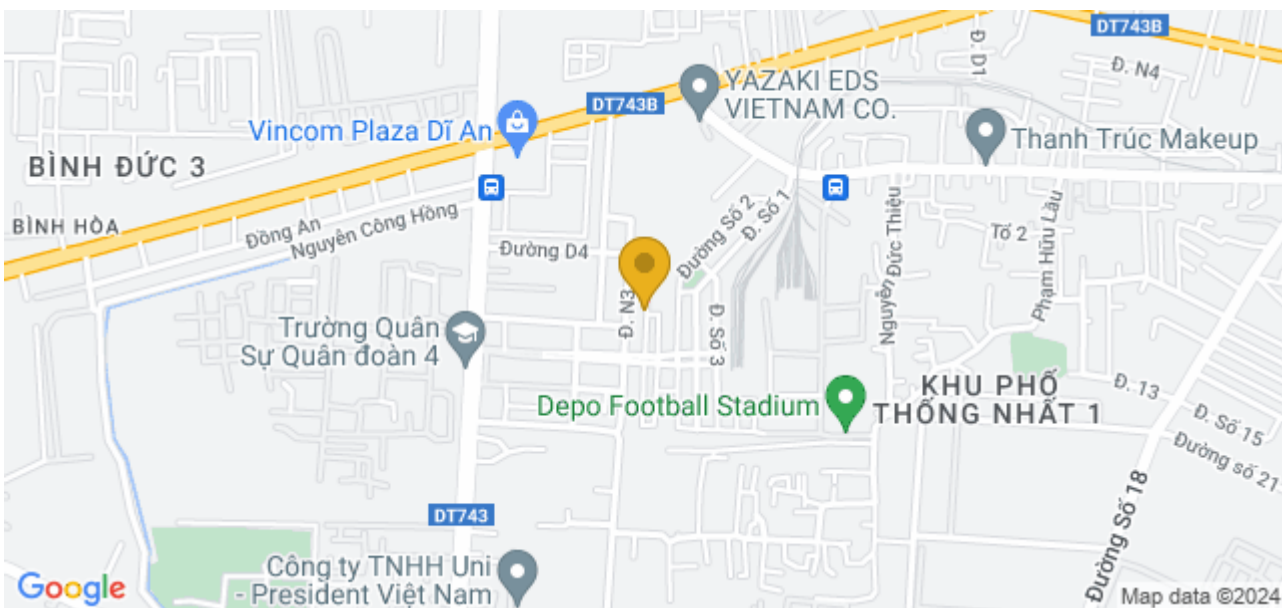 DT743B
Đ. D1
Đ. N4
YAZAKI EDS
VIETNAM CO.
DT743B
Vincom Plaza Dĩ An
Thanh Trúc Makeup
BÌNH ĐỨC 3
BÌNH HÒA
Đồng An
Nguyễn Công Hồng
Đường D4
Đường Số 2
Đ. Số 1
Nguyễn Đức Thiệu
Tổ 2
Phạm Hữu Lầu
Đ. N3
Đ. Số 3
Trường Quân
Sự Quân đoàn 4
Depo Football Stadium
KHU PHỐ
THỐNG NHẤT 1
Đ. 13
Đ. Số 15
Đường số 21
Đường Số 18
DT743
Công ty TNHH Uni
- President Việt Nam
Google
Map data ©2024